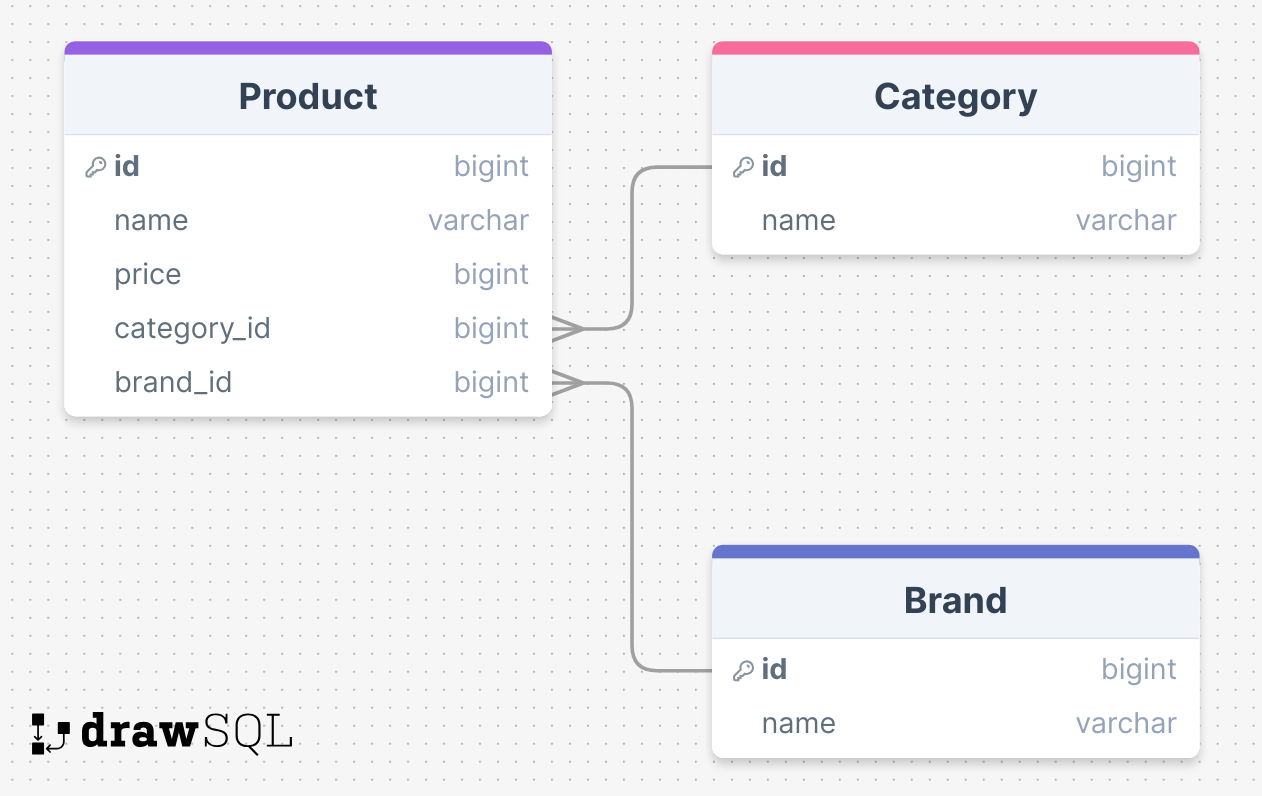 Product
id bigint
name varchar
price bigint
category_id bigint
brand_id bigint
Category
id bigint
name varchar
Brand
id bigint
name varchar
drawSQL